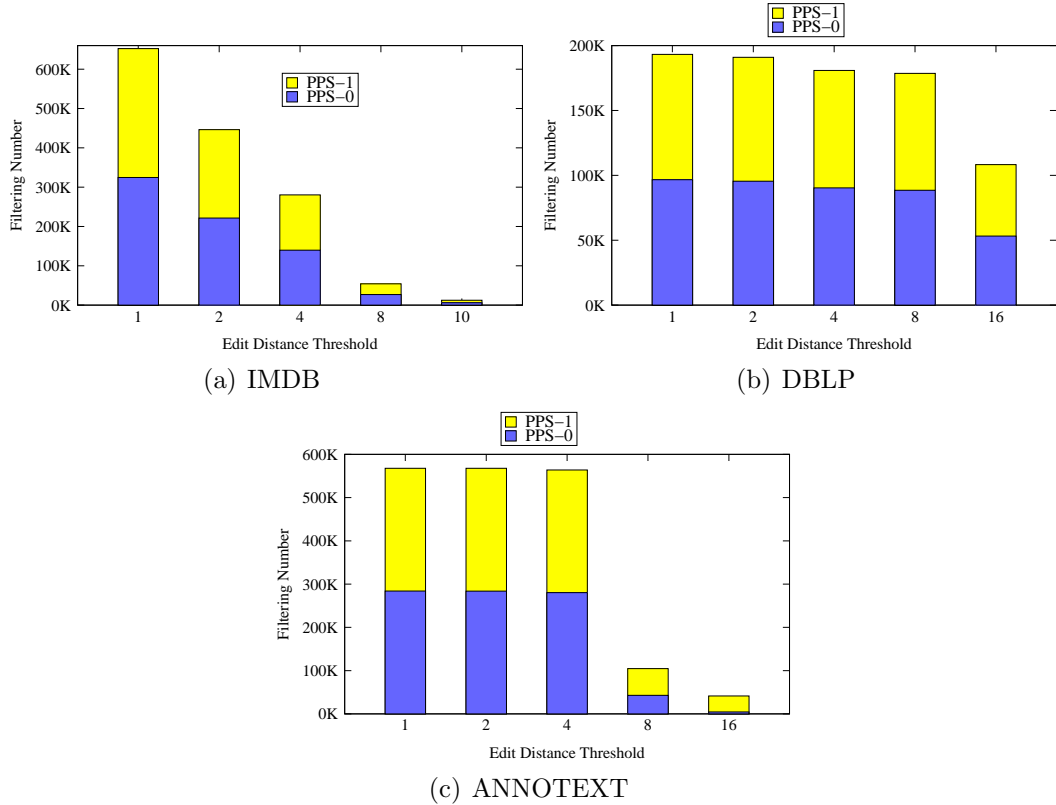 PPS−1
PPS−0
600K
500K
400K
300K
200K
100K
0K
Filtering Number
1 2 4 8 10
Edit Distance Threshold
(a) IMDB
PPS−1
PPS−0
200K
150K
100K
50K
0K
Filtering Number
1 2 4 8 16
Edit Distance Threshold
(b) DBLP
PPS−1
PPS−0
600K
500K
400K
300K
200K
100K
0K
Filtering Number
1 2 4 8 16
Edit Distance Threshold
(c) ANNOTEXT